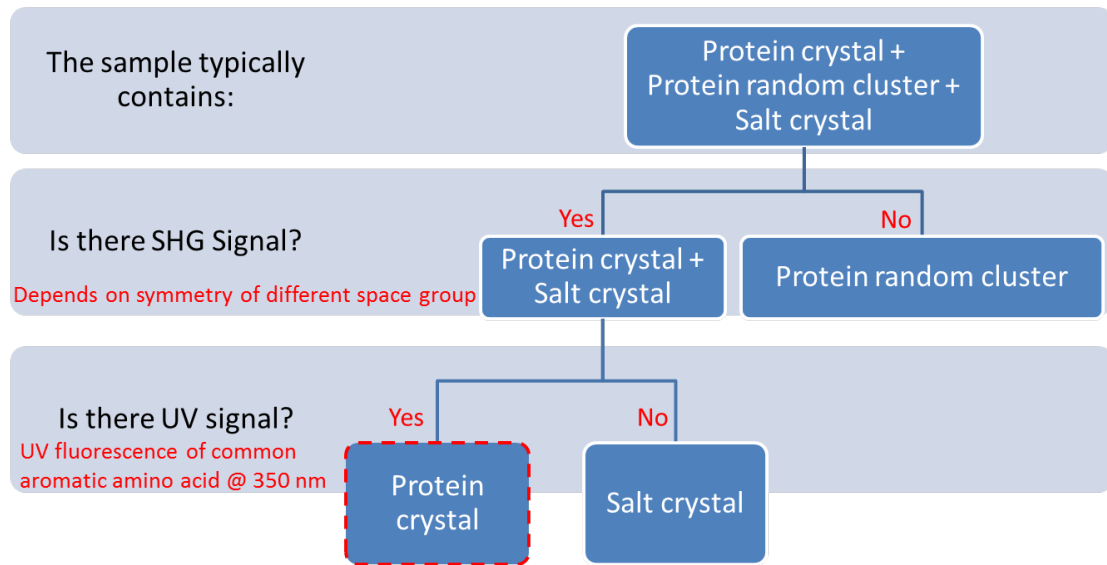 The sample typically
contains:
Protein crystal +
Protein random cluster +
Salt crystal
Is there SHG Signal?
Depends on symmetry of different space group
Yes
No
Protein crystal +
Salt crystal
Protein random cluster
Is there UV signal?
UV fluorescence of common
aromatic amino acid @ 350 nm
Yes
No
Protein
crystal
Salt crystal